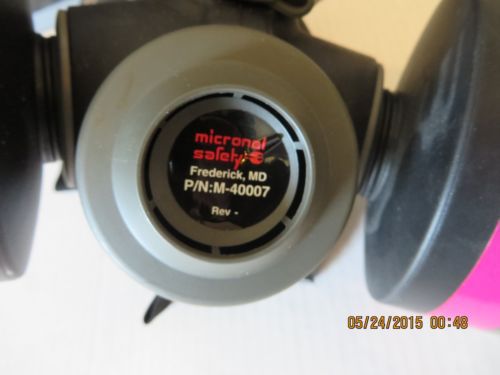 micronel
safety
Frederick, MD
P/N:M-40007
Rev -
05/24/2015 00:48